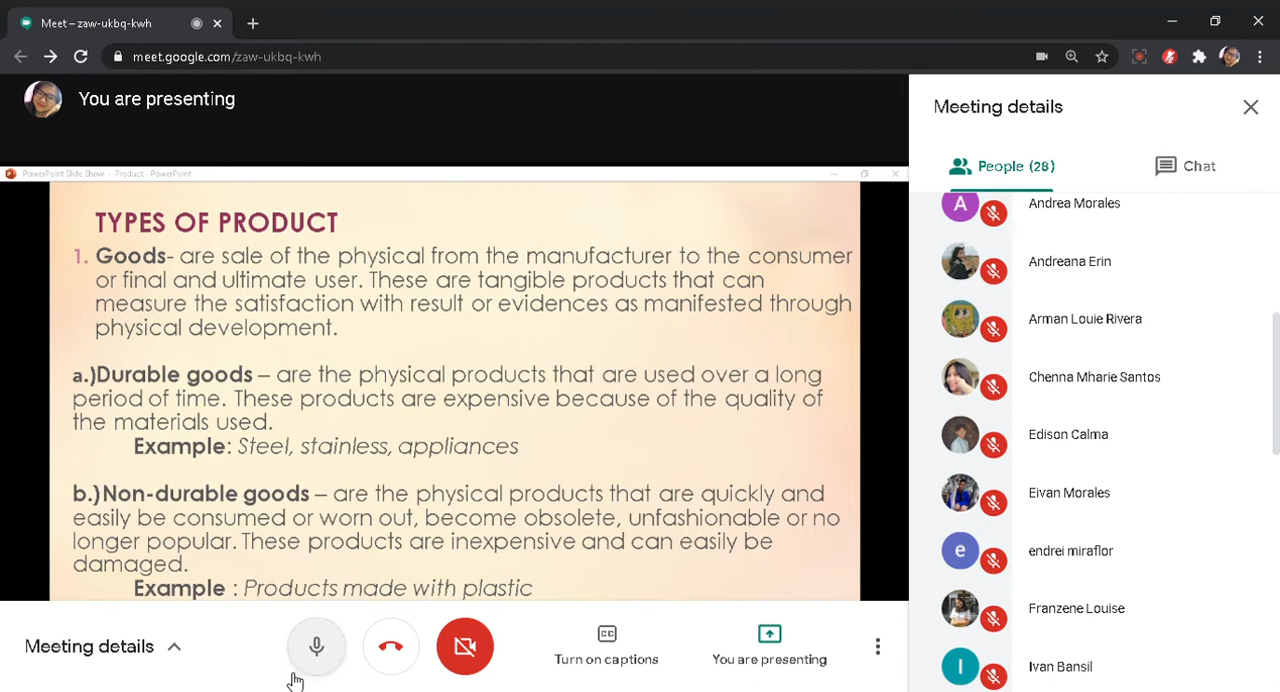 Meet – zaw-ukbq-kwh
meet.google.com/zaw-ukbq-kwh
You are presenting
PowerPoint Slide Show - Product - PowerPoint
TYPES OF PRODUCT
1. Goods- are sale of the physical from the manufacturer to the consumer
or final and ultimate user. These are tangible products that can
measure the satisfaction with result or evidences as manifested through
physical development.
a.)Durable goods – are the physical products that are used over a long
period of time. These products are expensive because of the quality of
the materials used.
Example: Steel, stainless, appliances
b.)Non-durable goods – are the physical products that are quickly and
easily be consumed or worn out, become obsolete, unfashionable or no
longer popular. These products are inexpensive and can easily be
damaged.
Example : Products made with plastic
Meeting details
CC
Turn on captions
You are presenting
Meeting details
People (28)
Chat
A
Andrea Morales
Andreana Erin
Arman Louie Rivera
Chenna Mharie Santos
Edison Calma
Eivan Morales
e
endrei miraflor
Franzene Louise
I
Ivan Bansil